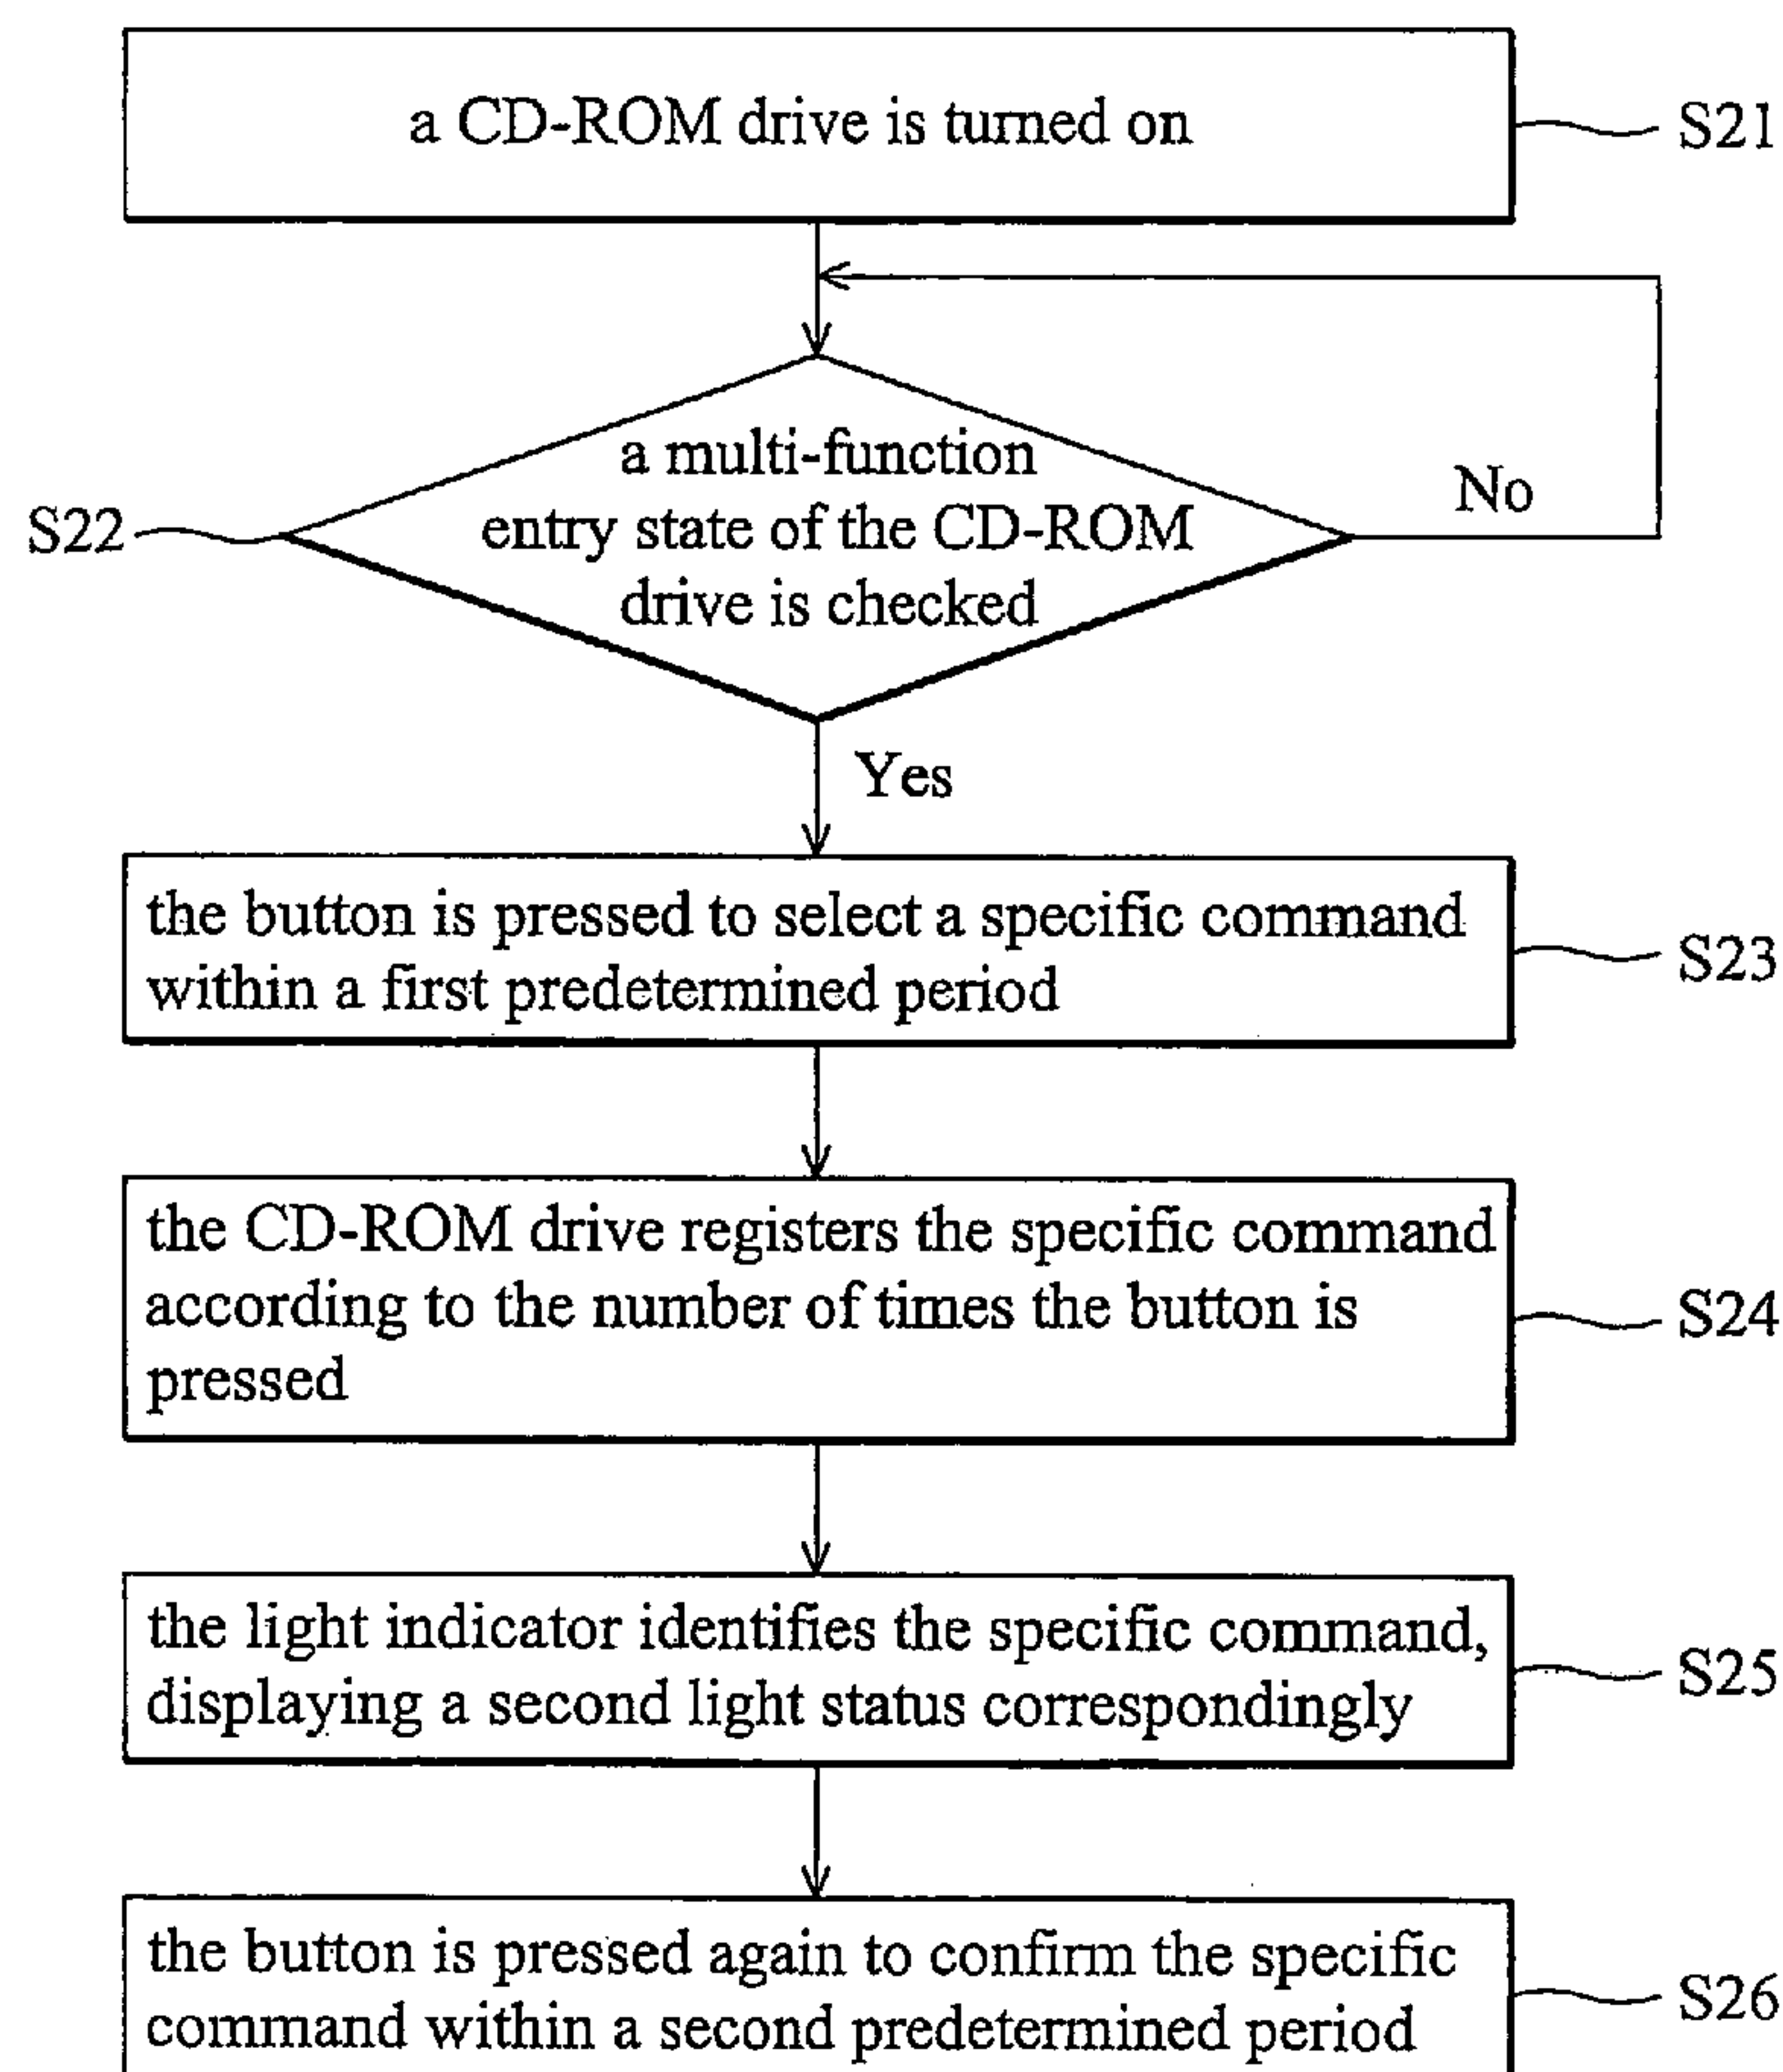 a CD-ROM drive is turned on
S21
a multi-function
entry state of the CD-ROM
drive is checked
S22
No
Yes
the button is pressed to select a specific command
within a first predetermined period
S23
the CD-ROM drive registers the specific command
according to the number of times the button is
pressed
S24
the light indicator identifies the specific command,
displaying a second light status correspondingly
S25
the button is pressed again to confirm the specific
command within a second predetermined period
S26